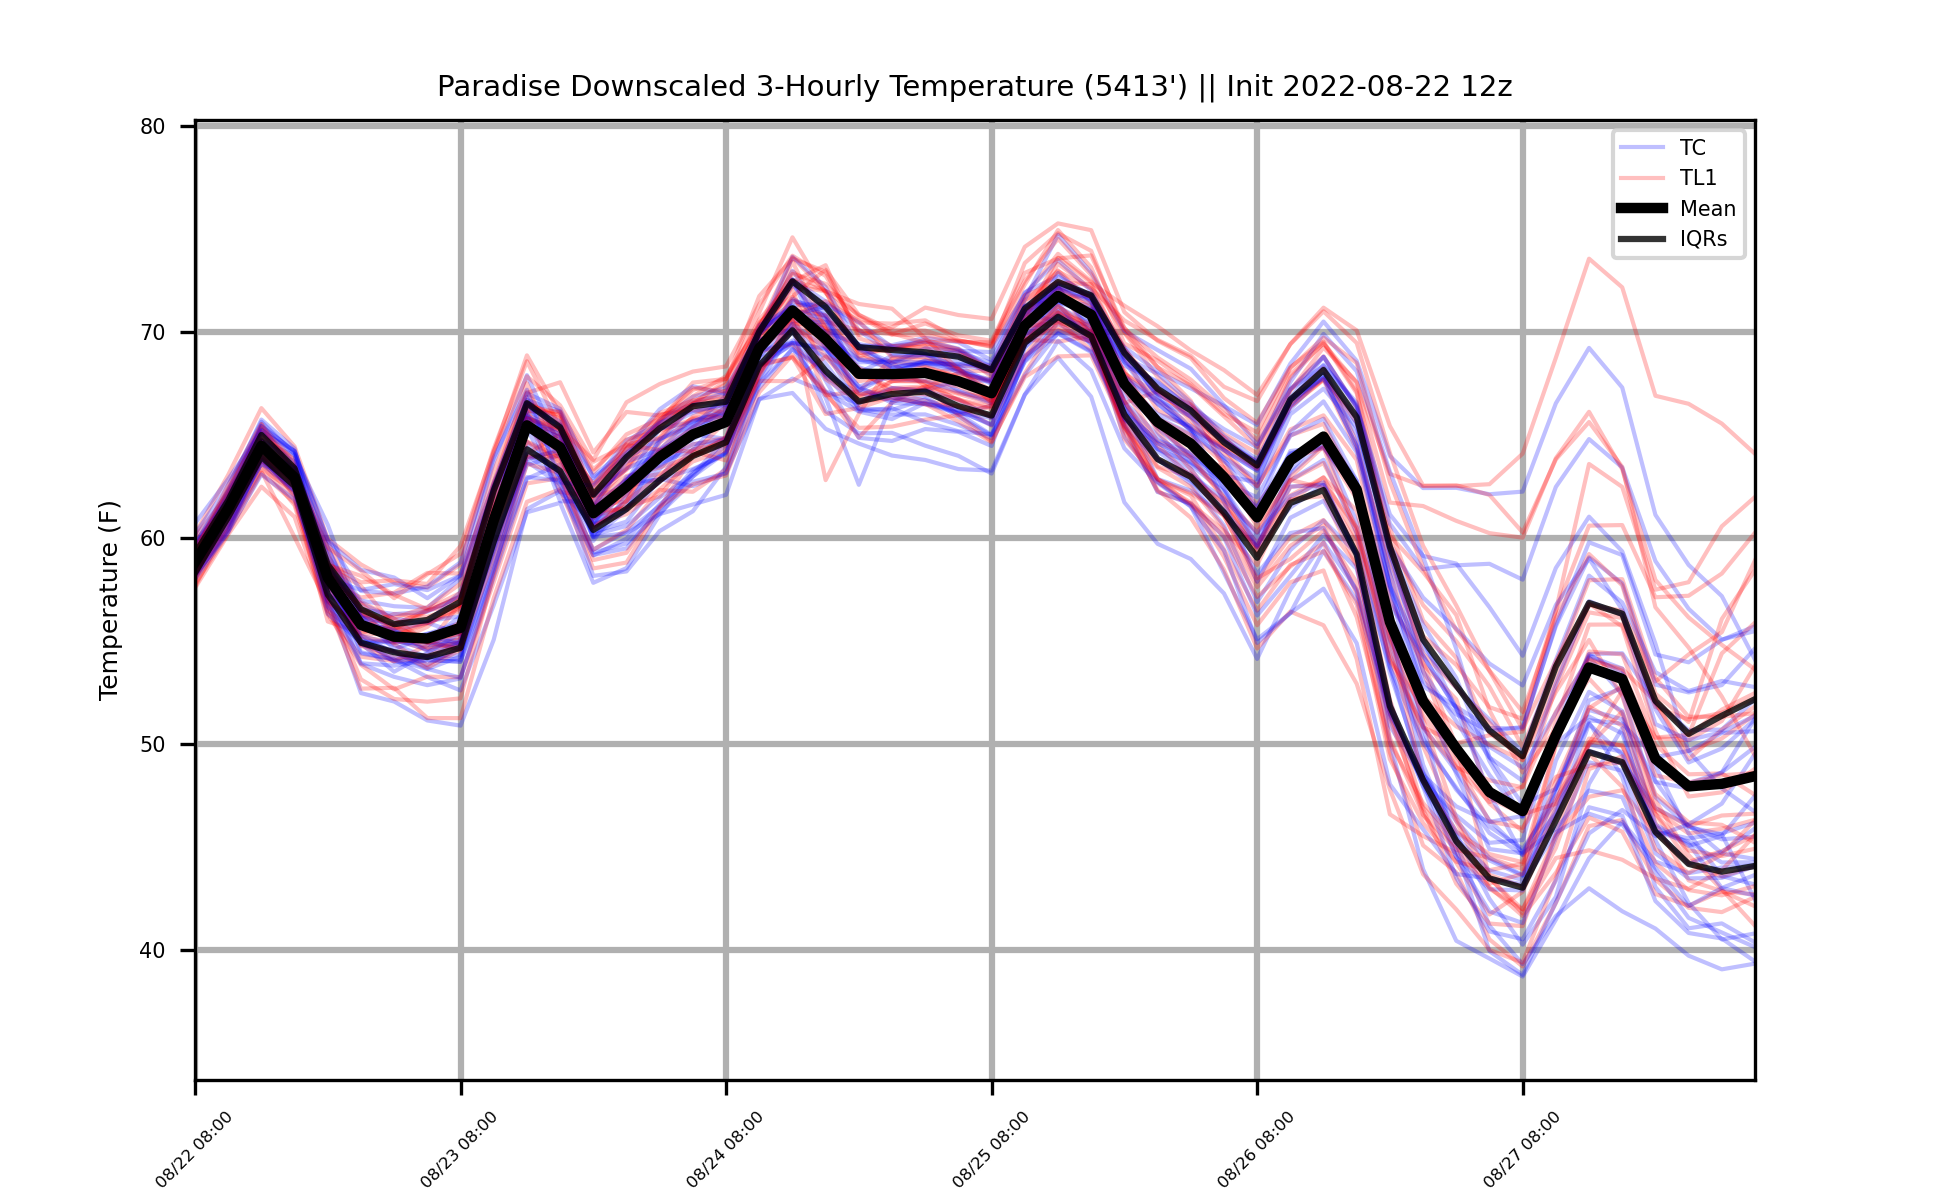 Paradise Downscaled 3-Hourly Temperature (5413') || Init 2022-08-22 12z
80
70
60
50
40
Temperature (F)
TC
TL1
Mean
IQRs
08/22 08:00
08/23 08:00
08/24 08:00
08/25 08:00
08/26 08:00
08/27 08:00